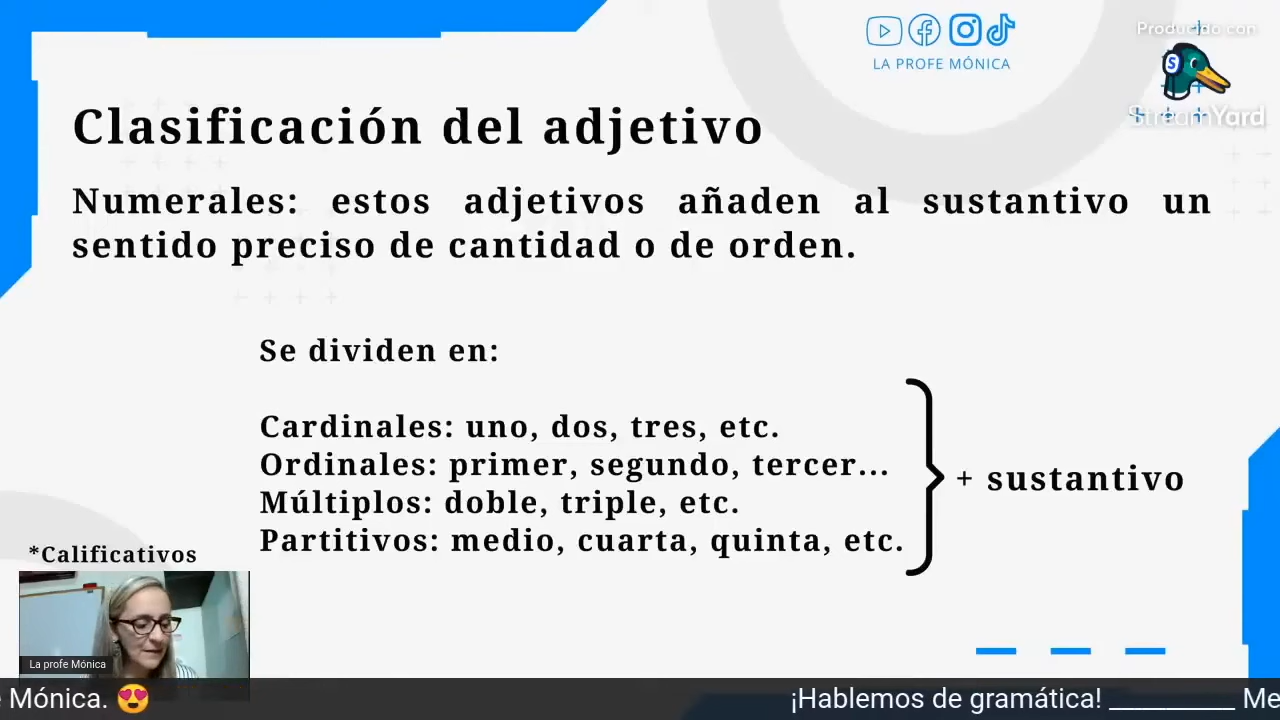 Producido con
StreamYard
LA PROFE MÓNICA
Clasificación del adjetivo
Numerales: estos adjetivos añaden al sustantivo un
sentido preciso de cantidad o de orden.
Se dividen en:
Cardinales: uno, dos, tres, etc.
Ordinales: primer, segundo, tercer...
Múltiplos: doble, triple, etc.
Partitivos: medio, cuarta, quinta, etc.
+ sustantivo
*Calificativos
La profe Mónica
e Mónica. 😍 ¡Hablemos de gramática! __________ Me